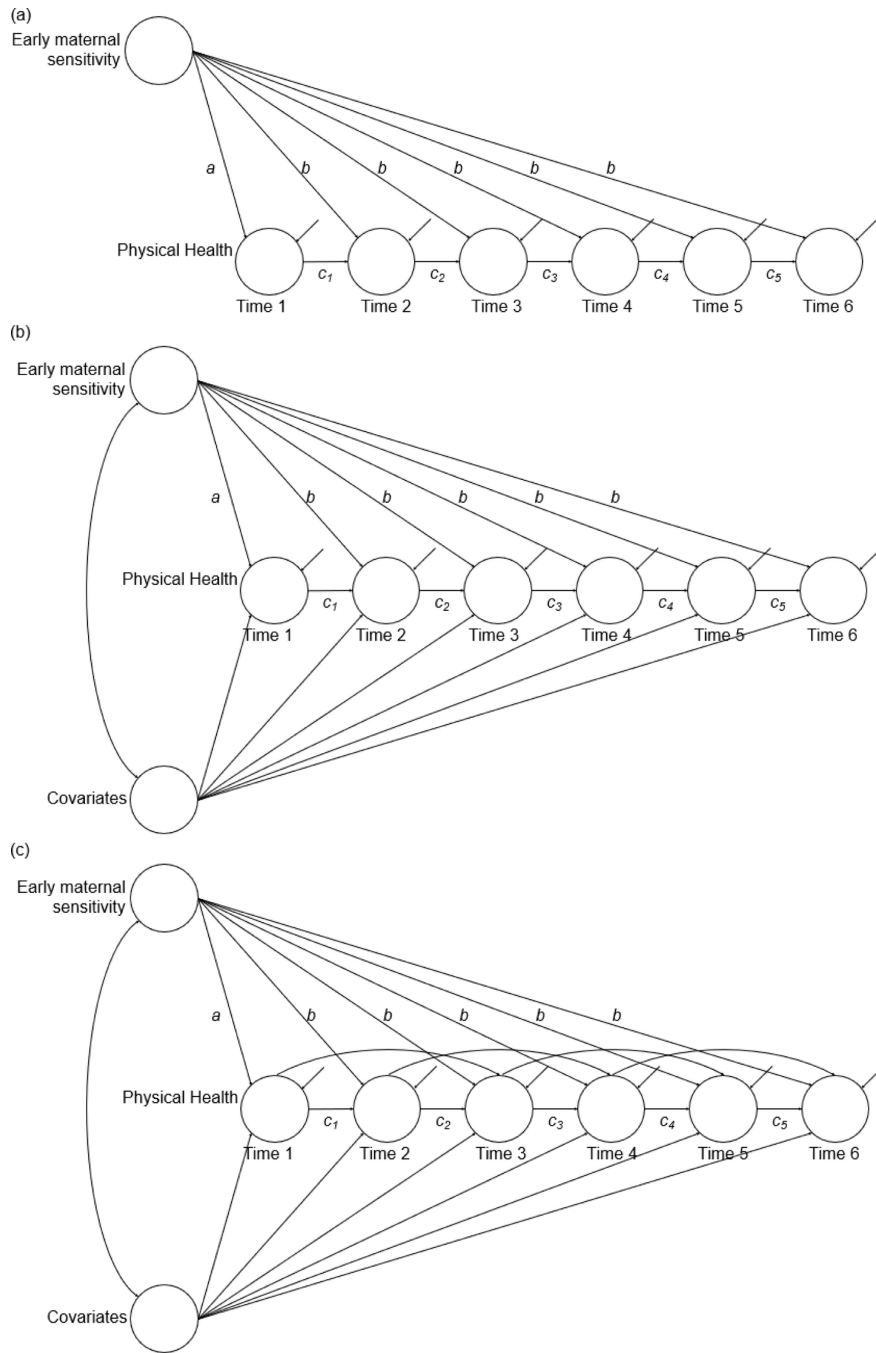 (a)
Early maternal
sensitivity
a b b b b b
Physical Health
c1 c2 c3 c4 c5
Time 1 Time 2 Time 3 Time 4 Time 5 Time 6
(b)
Early maternal
sensitivity
a b b b b b
Physical Health
c1 c2 c3 c4 c5
Time 1 Time 2 Time 3 Time 4 Time 5 Time 6
Covariates
(c)
Early maternal
sensitivity
a b b b b b
Physical Health
c1 c2 c3 c4 c5
Time 1 Time 2 Time 3 Time 4 Time 5 Time 6
Covariates